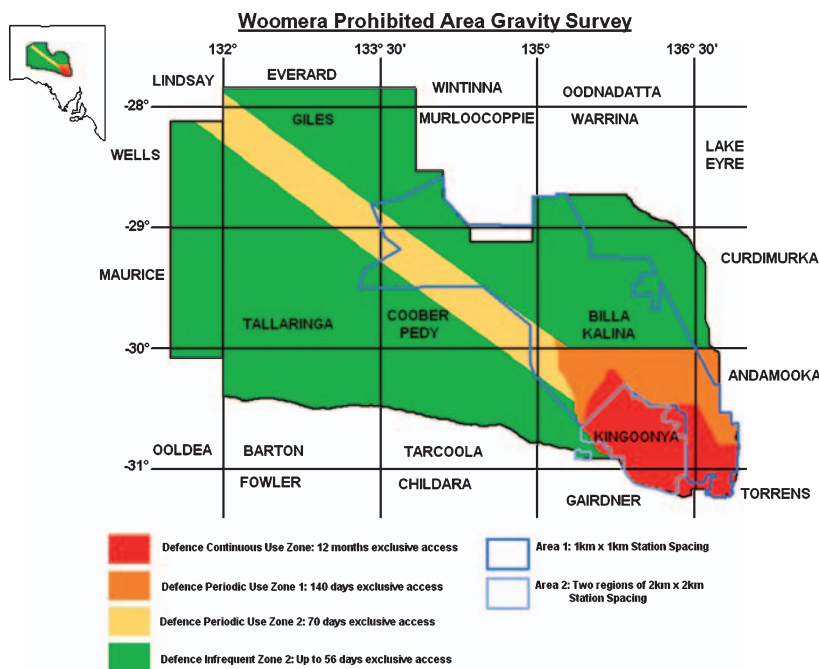 Woomera Prohibited Area Gravity Survey
132° 133° 30' 135° 136° 30'
LINDSAY EVERARD WINTINNA OODNADATTA
-28°
GILES MURLOOCOPPIE WARRINA
WELLS LAKE
EYRE
-29°
MAURICE CURDIMURKA
TALLARINGA COOBER
PEDY BILLA
KALINA
-30°
ANDAMOOKA
KINGOONYA
OOLDEA BARTON TARCOOLA
-31°
FOWLER CHILDARA GAIRDNER TORRENS
Defence Continuous Use Zone: 12 months exclusive access
Defence Periodic Use Zone 1: 140 days exclusive access
Defence Periodic Use Zone 2: 70 days exclusive access
Defence Infrequent Zone 2: Up to 56 days exclusive access
Area 1: 1km x 1km Station Spacing
Area 2: Two regions of 2km x 2km
Station Spacing